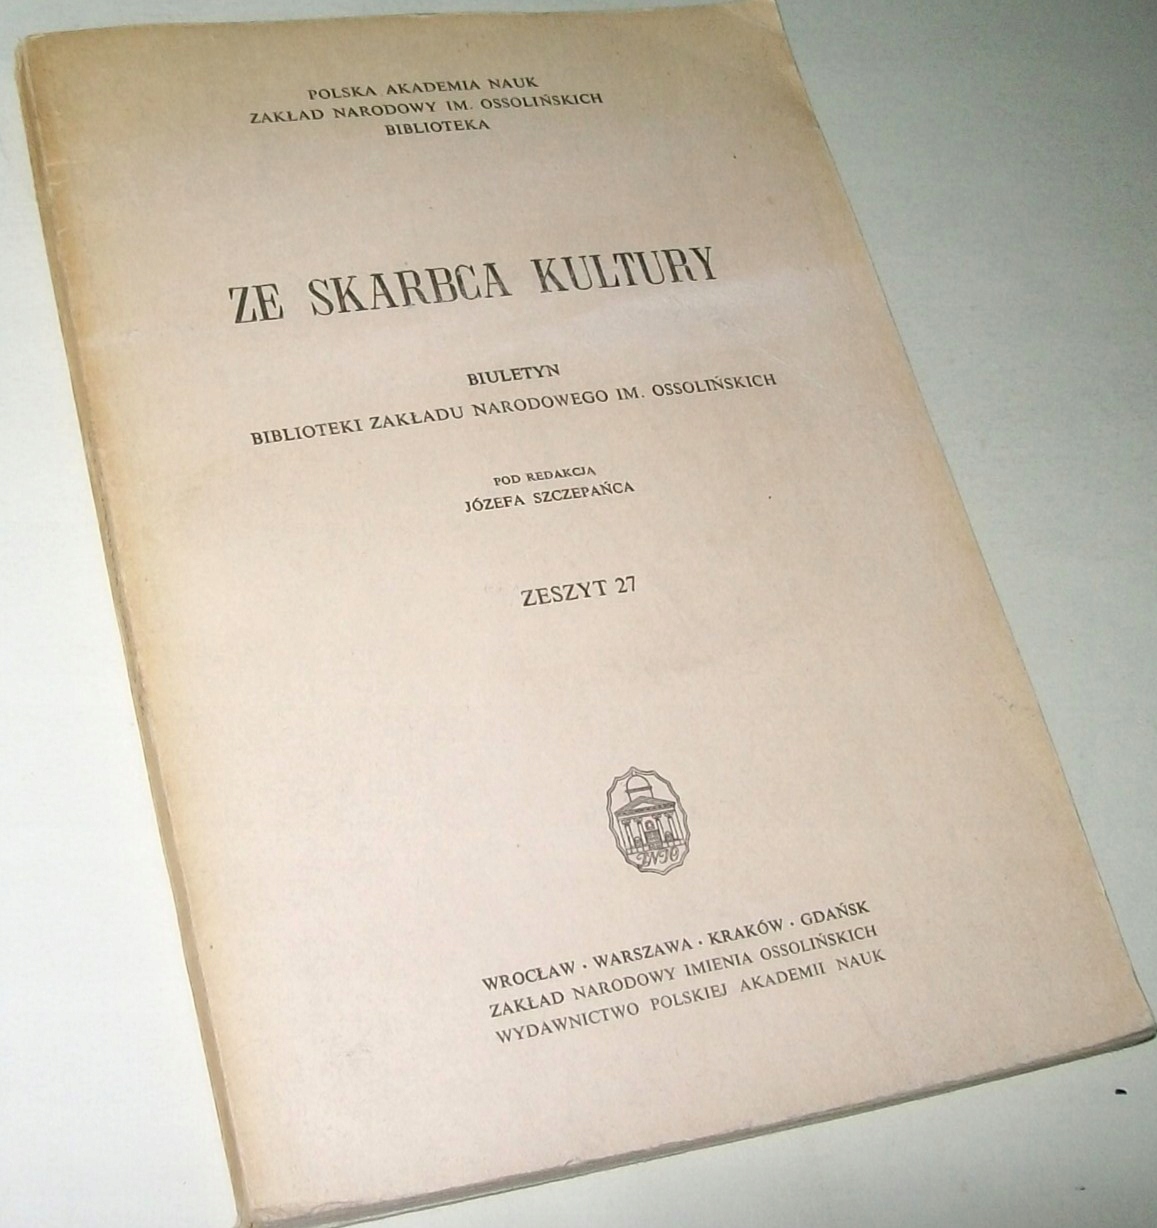 POLSKA AKADEMIA NAUK
ZAKŁAD NARODOWY IM. OSSOLIŃSKICH
BIBLIOTEKA
ZE SKARBCA KULTURY
BIULETYN
BIBLIOTEKI ZAKŁADU NARODOWEGO IM. OSSOLIŃSKICH
POD REDAKCJĄ
JÓZEFA SZCZEPAŃCA
ZESZYT 27
ZNIO
WROCŁAW · WARSZAWA · KRAKÓW · GDAŃSK
ZAKŁAD NARODOWY IMIENIA OSSOLIŃSKICH
WYDAWNICTWO POLSKIEJ AKADEMII NAUK